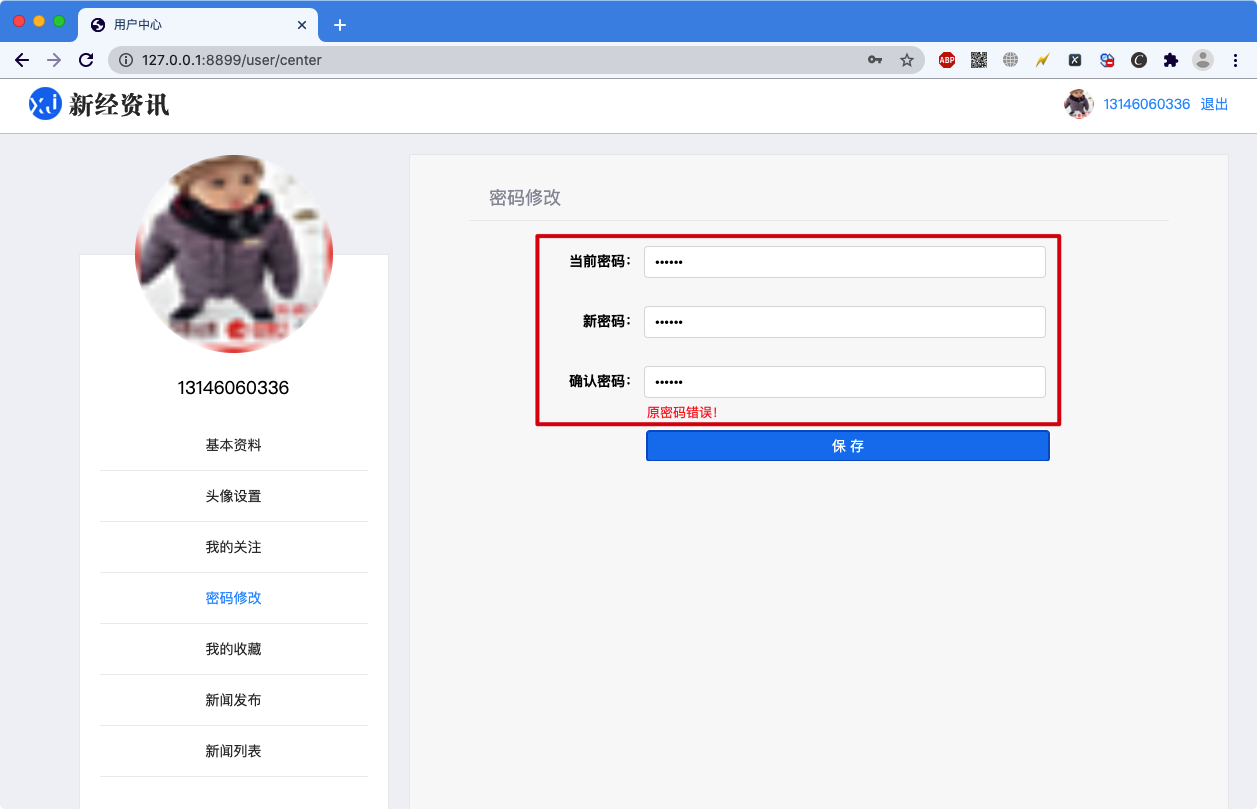 用户中心
127.0.0.1:8899/user/center
ABP
新经资讯
13146060336 退出
13146060336
基本资料
头像设置
我的关注
密码修改
我的收藏
新闻发布
新闻列表
密码修改
当前密码: ••••••
新密码: ••••••
确认密码: ••••••
原密码错误!
保 存